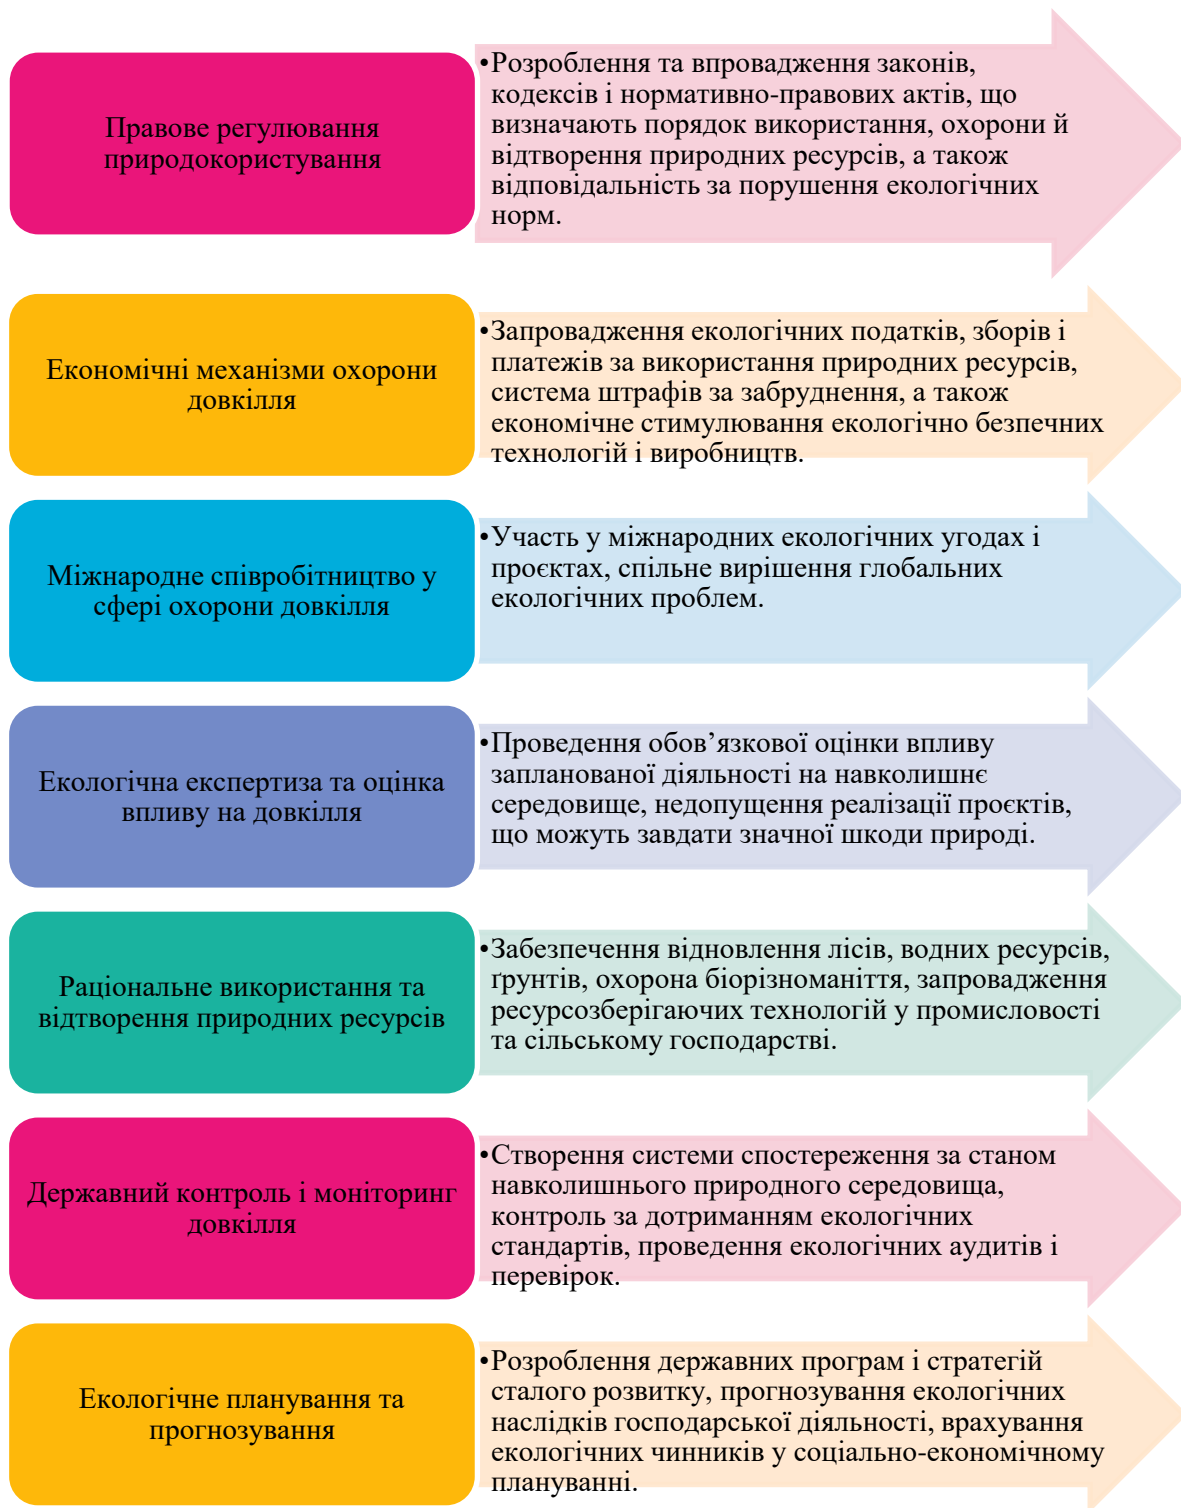 Правове регулювання
природокористування
•Розроблення та впровадження законів,
кодексів і нормативно-правових актів, що
визначають порядок використання, охорони й
відтворення природних ресурсів, а також
відповідальність за порушення екологічних
норм.
Економічні механізми охорони
довкілля
•Запровадження екологічних податків, зборів і
платежів за використання природних ресурсів,
система штрафів за забруднення, а також
економічне стимулювання екологічно безпечних
технологій і виробництв.
Міжнародне співробітництво у
сфері охорони довкілля
•Участь у міжнародних екологічних угодах і
проєктах, спільне вирішення глобальних
екологічних проблем.
Екологічна експертиза та оцінка
впливу на довкілля
•Проведення обов’язкової оцінки впливу
запланованої діяльності на навколишнє
середовище, недопущення реалізації проєктів,
що можуть завдати значної шкоди природі.
Раціональне використання та
відтворення природних ресурсів
•Забезпечення відновлення лісів, водних ресурсів,
ґрунтів, охорона біорізноманіття, запровадження
ресурсозберігаючих технологій у промисловості
та сільському господарстві.
Державний контроль і моніторинг
довкілля
•Створення системи спостереження за станом
навколишнього природного середовища,
контроль за дотриманням екологічних
стандартів, проведення екологічних аудитів і
перевірок.
Екологічне планування та
прогнозування
•Розроблення державних програм і стратегій
сталого розвитку, прогнозування екологічних
наслідків господарської діяльності, врахування
екологічних чинників у соціально-економічному
плануванні.